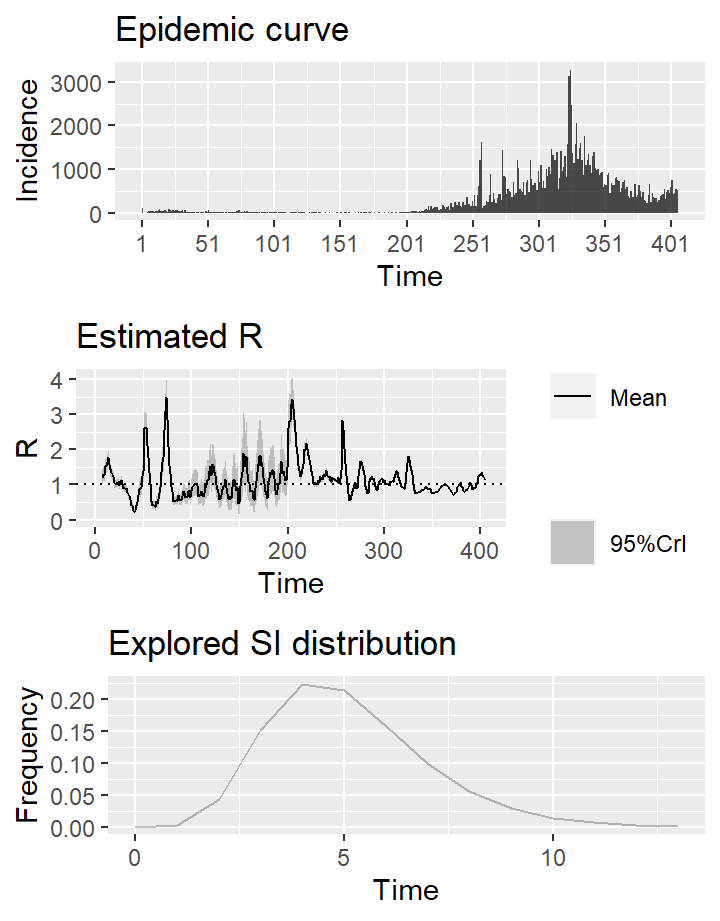 Epidemic curve
Incidence
3000
2000
1000
0
1 51 101 151 201 251 301 351 401
Time
Estimated R
R
4
3
2
1
0
0 100 200 300 400
Time
Mean
95%CrI
Explored SI distribution
Frequency
0.20
0.15
0.10
0.05
0.00
0 5 10
Time